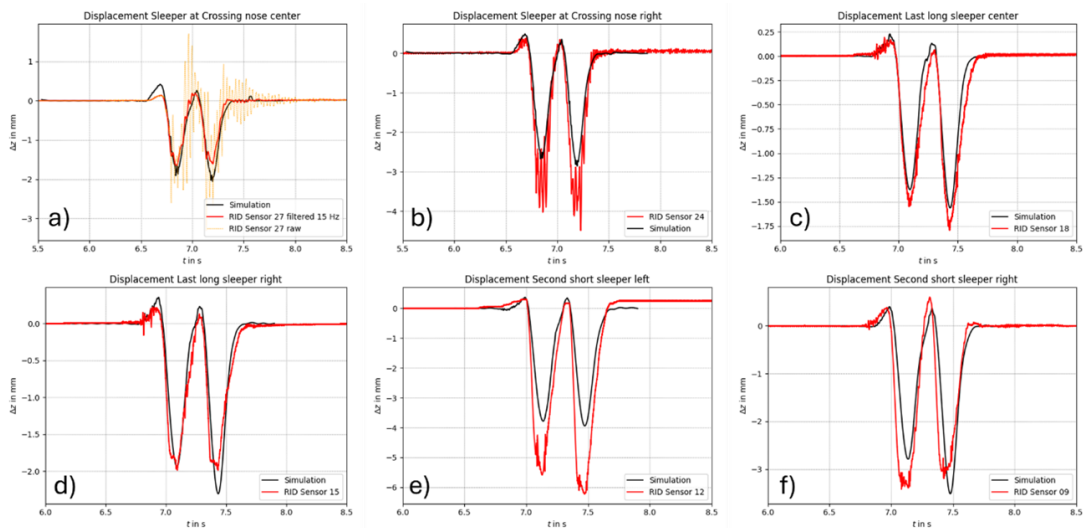 Displacement Sleeper at Crossing nose center
1
0
−1
−2
−3
Δz in mm
5.5 6.0 6.5 7.0 7.5 8.0 8.5
t in s
Simulation
RID Sensor 27 filtered 15 Hz
RID Sensor 27 raw
a)
Displacement Sleeper at Crossing nose right
0
−1
−2
−3
−4
Δz in mm
6.0 6.5 7.0 7.5 8.0 8.5
t in s
RID Sensor 24
Simulation
b)
Displacement Last long sleeper center
0.25
0.00
−0.25
−0.50
−0.75
−1.00
−1.25
−1.50
−1.75
Δz in mm
6.0 6.5 7.0 7.5 8.0 8.5
t in s
Simulation
RID Sensor 18
c)
Displacement Last long sleeper right
0.0
−0.5
−1.0
−1.5
−2.0
Δz in mm
6.0 6.5 7.0 7.5 8.0 8.5
t in s
Simulation
RID Sensor 15
d)
Displacement Second short sleeper left
0
−1
−2
−3
−4
−5
−6
Δz in mm
6.0 6.5 7.0 7.5 8.0 8.5
t in s
Simulation
RID Sensor 12
e)
Displacement Second short sleeper right
0
−1
−2
−3
Δz in mm
6.0 6.5 7.0 7.5 8.0 8.5
t in s
Simulation
RID Sensor 09
f)